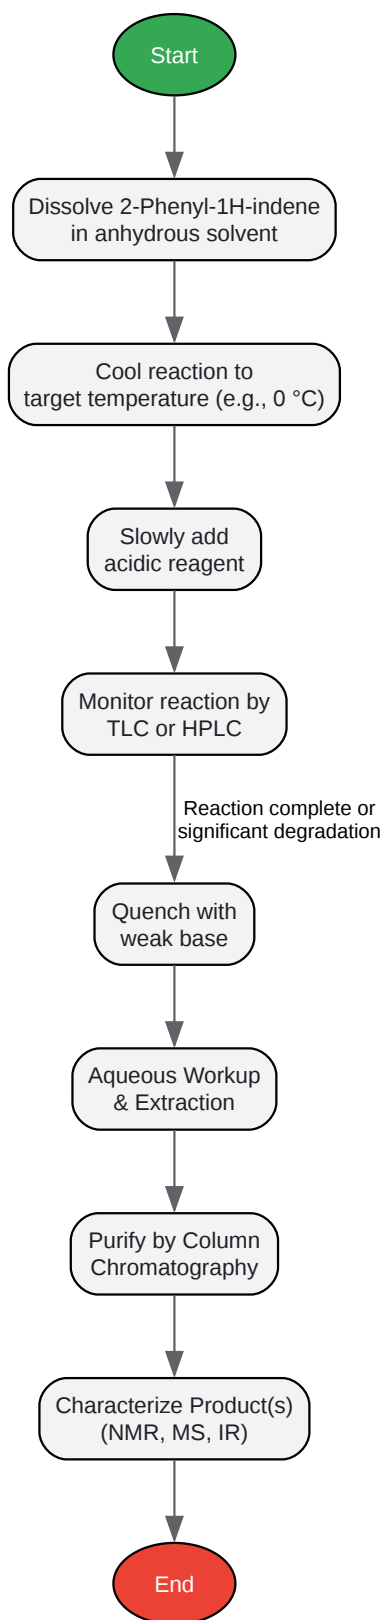 Start
Dissolve 2-Phenyl-1H-indene
in anhydrous solvent
Cool reaction to
target temperature (e.g., 0 °C)
Slowly add
acidic reagent
Monitor reaction by
TLC or HPLC
Reaction complete or
significant degradation
Quench with
weak base
Aqueous Workup
& Extraction
Purify by Column
Chromatography
Characterize Product(s)
(NMR, MS, IR)
End